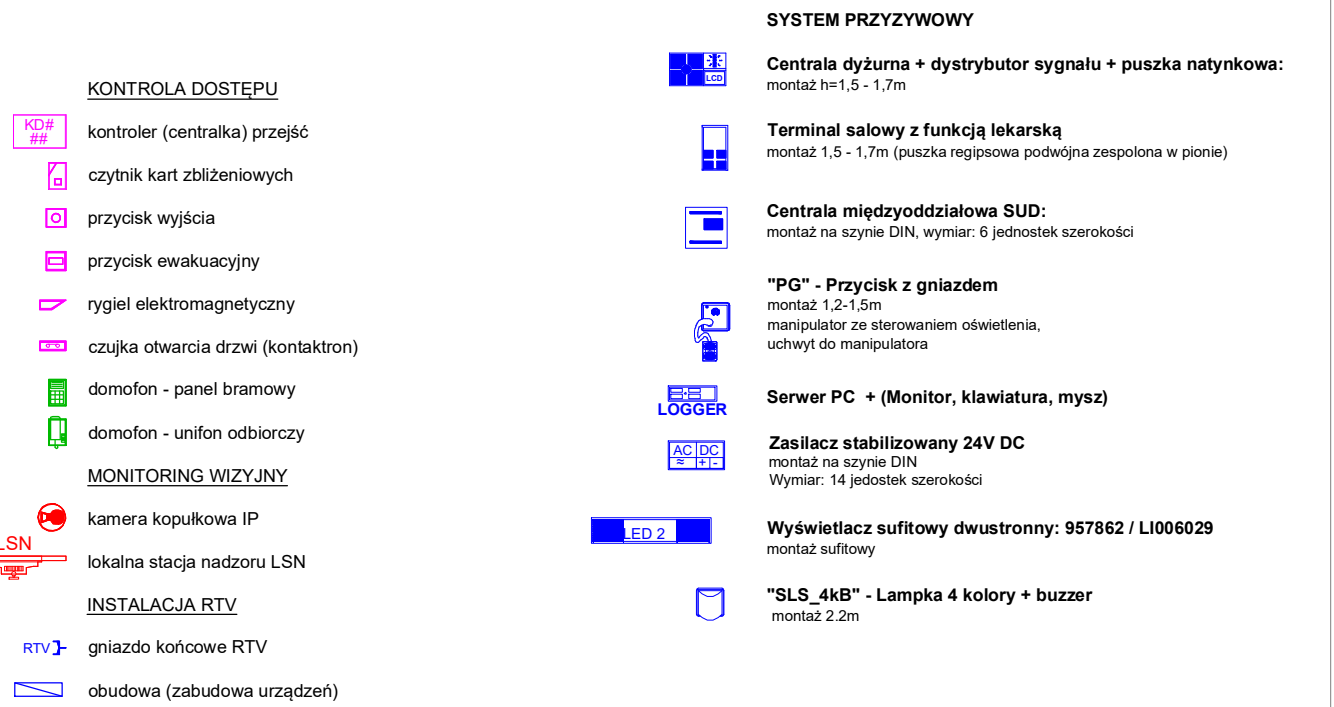 KONTROLA DOSTĘPU
KD#
##
kontroler (centralka) przejść
czytnik kart zbliżeniowych
przycisk wyjścia
przycisk ewakuacyjny
rygiel elektromagnetyczny
czujka otwarcia drzwi (kontaktron)
domofon - panel bramowy
domofon - unifon odbiorczy
MONITORING WIZYJNY
kamera kopułkowa IP
LSN
lokalna stacja nadzoru LSN
INSTALACJA RTV
RTV gniazdo końcowe RTV
obudowa (zabudowa urządzeń)
SYSTEM PRZYZYWOWY
LCD
Centrala dyżurna + dystrybutor sygnału + puszka natynkowa:
montaż h=1,5 - 1,7m
Terminal salowy z funkcją lekarską
montaż 1,5 - 1,7m (puszka regipsowa podwójna zespolona w pionie)
Centrala międzyoddziałowa SUD:
montaż na szynie DIN, wymiar: 6 jednostek szerokości
"PG" - Przycisk z gniazdem
montaż 1,2-1,5m
manipulator ze sterowaniem oświetlenia,
uchwyt do manipulatora
LOGGER
Serwer PC + (Monitor, klawiatura, mysz)
AC DC
≈ + -
Zasilacz stabilizowany 24V DC
montaż na szynie DIN
Wymiar: 14 jedostek szerokości
LED 2
Wyświetlacz sufitowy dwustronny: 957862 / LI006029
montaż sufitowy
"SLS_4kB" - Lampka 4 kolory + buzzer
montaż 2.2m